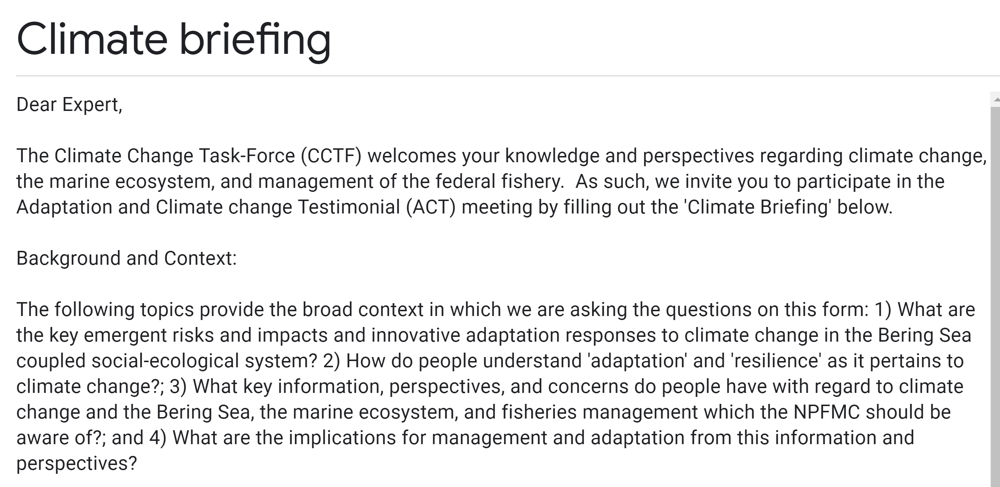 Climate briefing
Dear Expert,
The Climate Change Task-Force (CCTF) welcomes your knowledge and perspectives regarding climate change,
the marine ecosystem, and management of the federal fishery.  As such, we invite you to participate in the
Adaptation and Climate change Testimonial (ACT) meeting by filling out the 'Climate Briefing' below.
Background and Context:
The following topics provide the broad context in which we are asking the questions on this form: 1) What are
the key emergent risks and impacts and innovative adaptation responses to climate change in the Bering Sea
coupled social-ecological system? 2) How do people understand 'adaptation' and 'resilience' as it pertains to
climate change?; 3) What key information, perspectives, and concerns do people have with regard to climate
change and the Bering Sea, the marine ecosystem, and fisheries management which the NPFMC should be
aware of?; and 4) What are the implications for management and adaptation from this information and
perspectives?